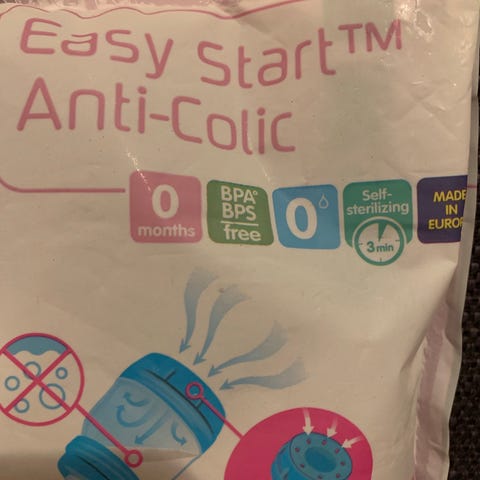 Easy Start™
Anti-Colic
0
months
BPA°
BPS
free
0
Self-
sterilizing
3 min
MADE
IN
EUROP